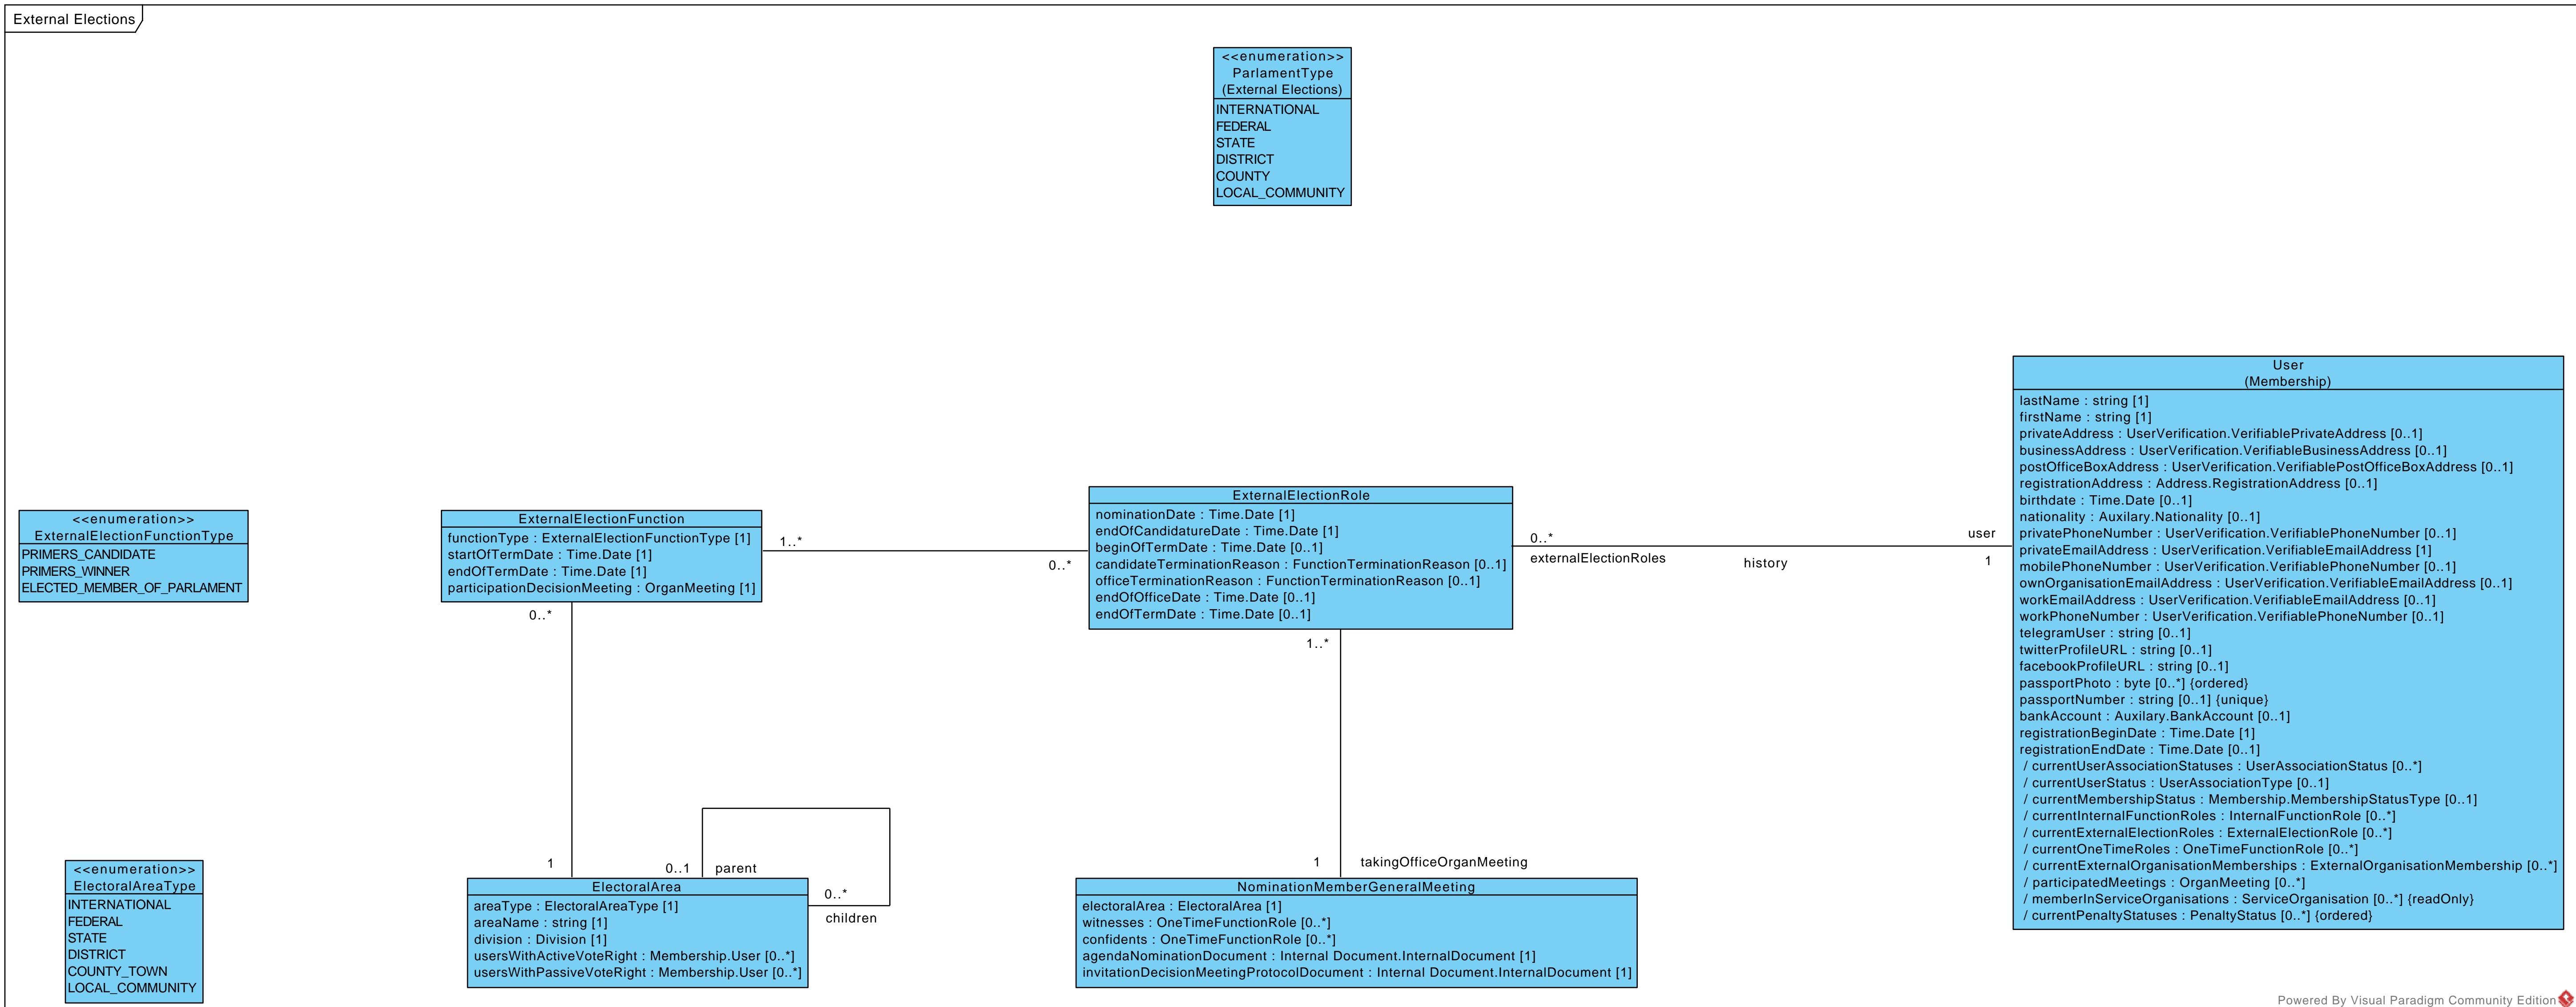 External Elections
<<enumeration>>
ParlamentType
(External Elections)
INTERNATIONAL
FEDERAL
STATE
DISTRICT
COUNTY
LOCAL_COMMUNITY
<<enumeration>>
ExternalElectionFunctionType
PRIMERS_CANDIDATE
PRIMERS_WINNER
ELECTED_MEMBER_OF_PARLAMENT
ExternalElectionFunction
functionType : ExternalElectionFunctionType [1]
startOfTermDate : Time.Date [1]
endOfTermDate : Time.Date [1]
participationDecisionMeeting : OrganMeeting [1]
1..*
0..*
0..*
ExternalElectionRole
nominationDate : Time.Date [1]
endOfCandidatureDate : Time.Date [1]
beginOfTermDate : Time.Date [0..1]
candidateTerminationReason : FunctionTerminationReason [0..1]
officeTerminationReason : FunctionTerminationReason [0..1]
endOfOfficeDate : Time.Date [0..1]
endOfTermDate : Time.Date [0..1]
0..*
externalElectionRoles
history
user
1
1..*
User
(Membership)
lastName : string [1]
firstName : string [1]
privateAddress : UserVerification.VerifiablePrivateAddress [0..1]
businessAddress : UserVerification.VerifiableBusinessAddress [0..1]
postOfficeBoxAddress : UserVerification.VerifiablePostOfficeBoxAddress [0..1]
registrationAddress : Address.RegistrationAddress [0..1]
birthdate : Time.Date [0..1]
nationality : Auxilary.Nationality [0..1]
privatePhoneNumber : UserVerification.VerifiablePhoneNumber [0..1]
privateEmailAddress : UserVerification.VerifiableEmailAddress [1]
mobilePhoneNumber : UserVerification.VerifiablePhoneNumber [0..1]
ownOrganisationEmailAddress : UserVerification.VerifiableEmailAddress [0..1]
workEmailAddress : UserVerification.VerifiableEmailAddress [0..1]
workPhoneNumber : UserVerification.VerifiablePhoneNumber [0..1]
telegramUser : string [0..1]
twitterProfileURL : string [0..1]
facebookProfileURL : string [0..1]
passportPhoto : byte [0..*] {ordered}
passportNumber : string [0..1] {unique}
bankAccount : Auxilary.BankAccount [0..1]
registrationBeginDate : Time.Date [1]
registrationEndDate : Time.Date [0..1]
/ currentUserAssociationStatuses : UserAssociationStatus [0..*]
/ currentUserStatus : UserAssociationType [0..1]
/ currentMembershipStatus : Membership.MembershipStatusType [0..1]
/ currentInternalFunctionRoles : InternalFunctionRole [0..*]
/ currentExternalElectionRoles : ExternalElectionRole [0..*]
/ currentOneTimeRoles : OneTimeFunctionRole [0..*]
/ currentExternalOrganisationMemberships : ExternalOrganisationMembership [0..*]
/ participatedMeetings : OrganMeeting [0..*]
/ memberInServiceOrganisations : ServiceOrganisation [0..*] {readOnly}
/ currentPenaltyStatuses : PenaltyStatus [0..*] {ordered}
<<enumeration>>
ElectoralAreaType
INTERNATIONAL
FEDERAL
STATE
DISTRICT
COUNTY_TOWN
LOCAL_COMMUNITY
1
0..1
parent
0..*
children
ElectoralArea
areaType : ElectoralAreaType [1]
areaName : string [1]
division : Division [1]
usersWithActiveVoteRight : Membership.User [0..*]
usersWithPassiveVoteRight : Membership.User [0..*]
1
takingOfficeOrganMeeting
NominationMemberGeneralMeeting
electoralArea : ElectoralArea [1]
witnesses : OneTimeFunctionRole [0..*]
confidents : OneTimeFunctionRole [0..*]
agendaNominationDocument : Internal Document.InternalDocument [1]
invitationDecisionMeetingProtocolDocument : Internal Document.InternalDocument [1]
Powered By Visual Paradigm Community Edition